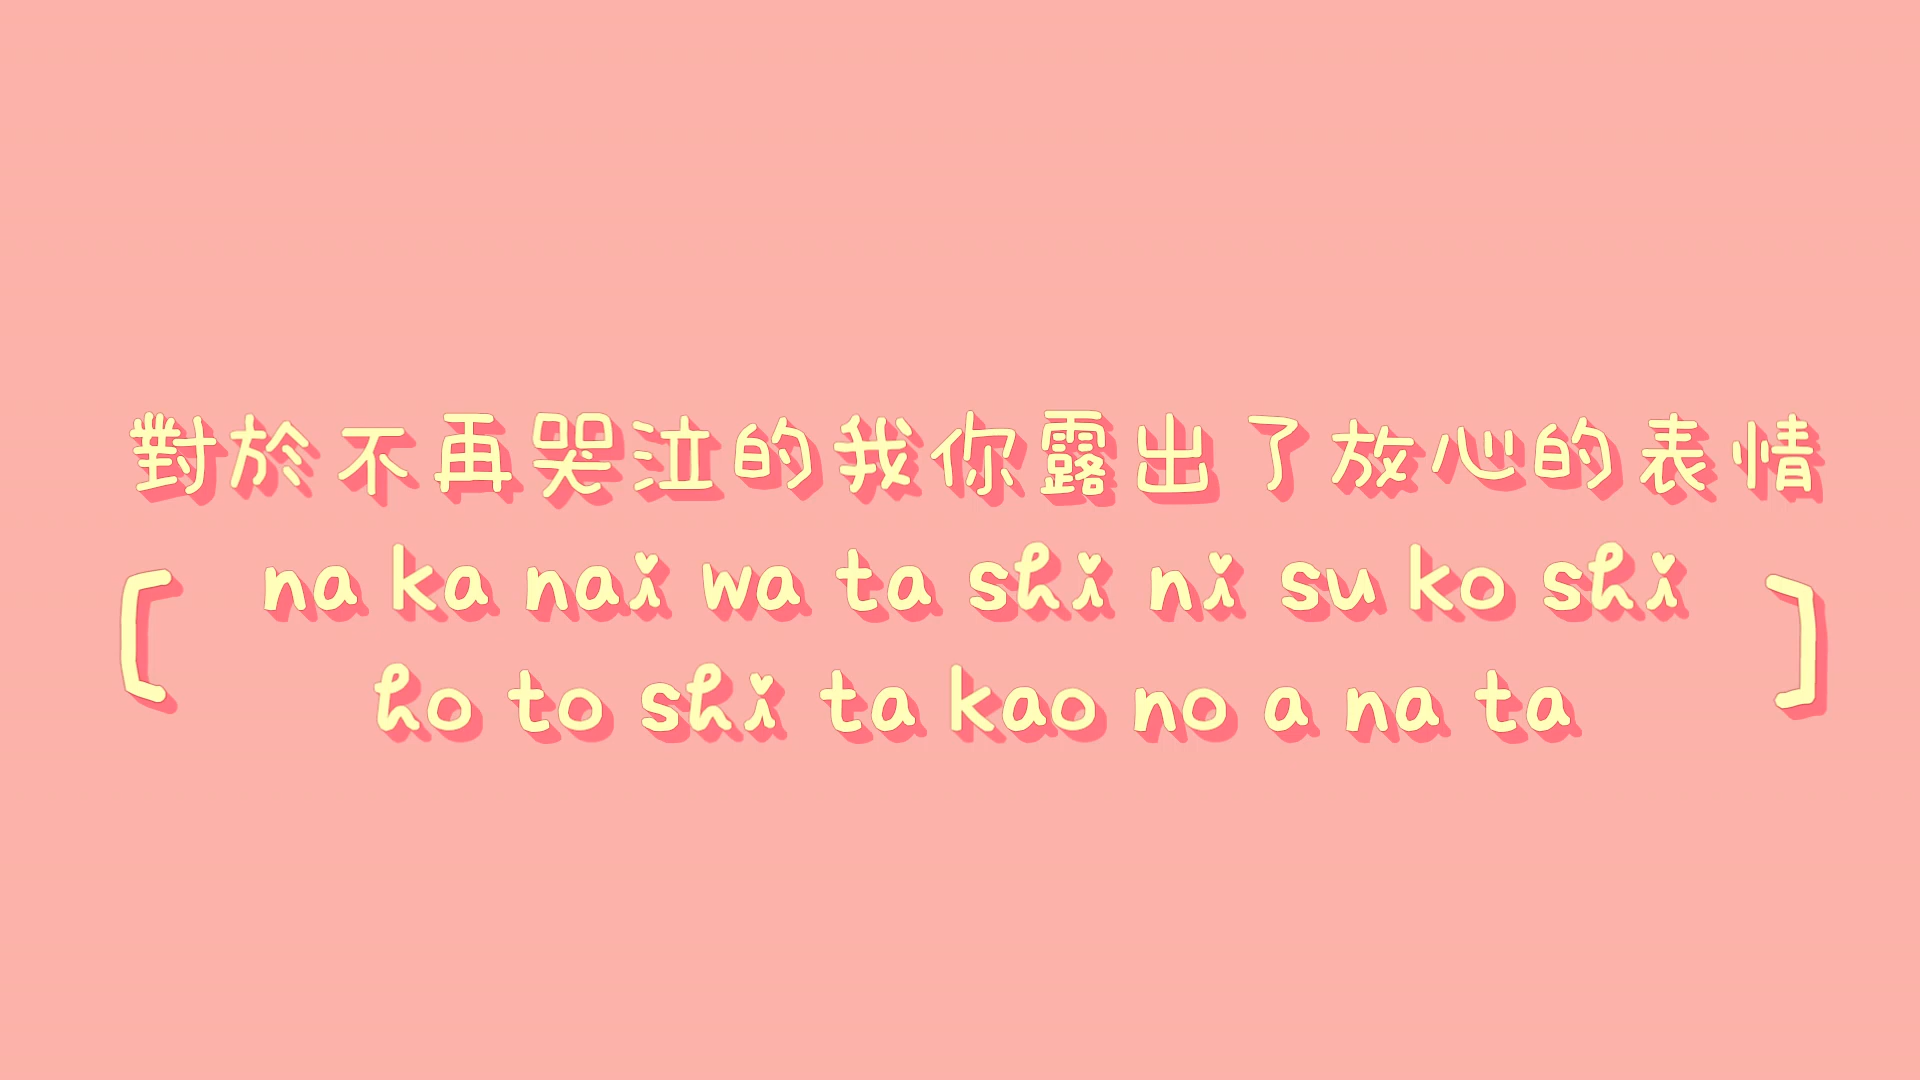 對於不再哭泣的我你露出了放心的表情
[ na ka nai wa ta shi ni su ko shi
ho to shi ta kao no a na ta ]